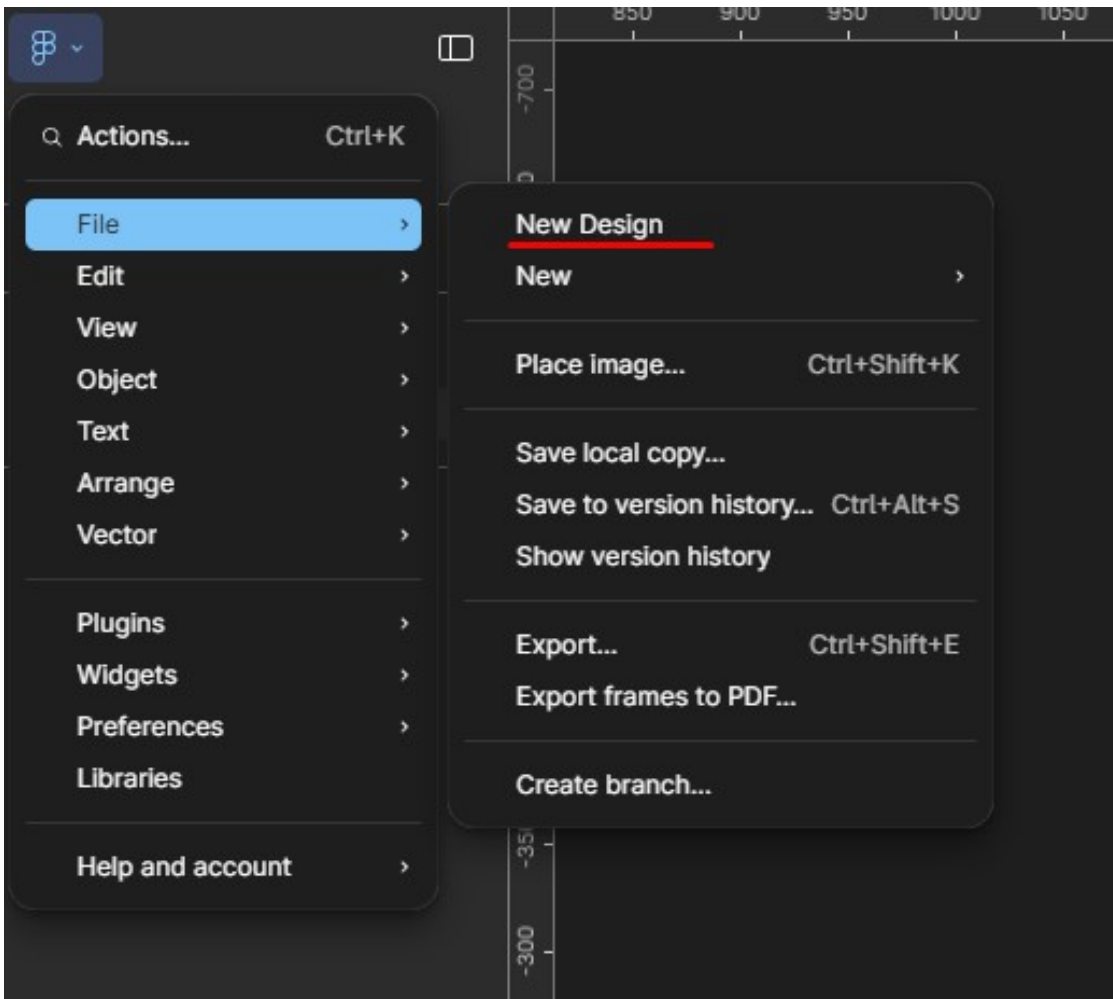 850 900 950 1000 1050
-700
Actions... Ctrl+K
File
Edit
View
Object
Text
Arrange
Vector
Plugins
Widgets
Preferences
Libraries
Help and account
New Design
New
Place image... Ctrl+Shift+K
Save local copy...
Save to version history... Ctrl+Alt+S
Show version history
Export... Ctrl+Shift+E
Export frames to PDF...
Create branch...
-300